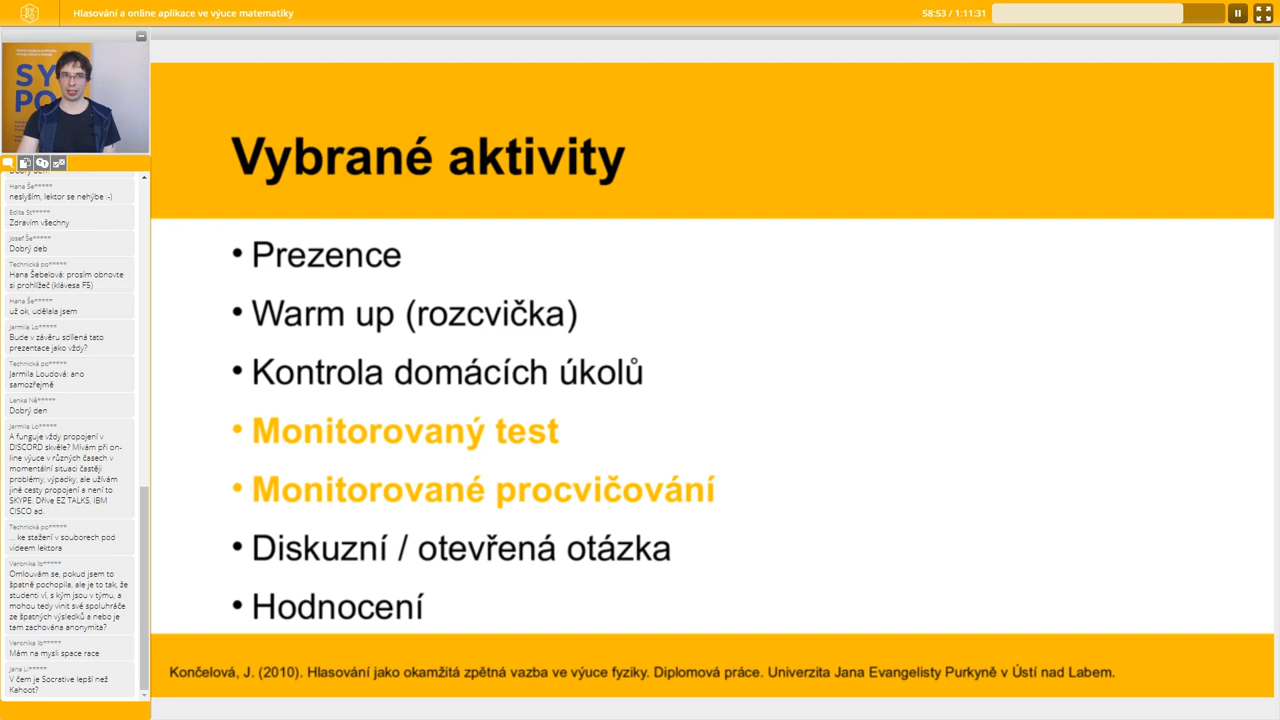 SY
PO
Hlasování a online aplikace ve výuce matematiky
58:53 / 1:11:31
SY
PO
Hana Še*****
neslyším, lektor se nehýbe :-)
Edita St*****
Zdravím všechny
Josef Še*****
Dobrý deb
Technická po*****
Hana Šebelová: prosím obnovte
si prohlížeč (klávesa F5)
Hana Še*****
už ok, udělala jsem
Jarmila Lo*****
Bude v závěru sdílená tato
prezentace jako vždy?
Technická po*****
Jarmila Loudová: ano
samozřejmě
Lenka Ně*****
Dobrý den
Jarmila Lo*****
A funguje vždy propojení v
DISCORD skvěle? Mívám při on-
line výuce v různých časech v
momentální situaci častěji
problémy, výpadky, ale užívám
jiné cesty propojení a není to
SKYPE. Dříve EZ TALKS, IBM
CISCO ad.
Technická po*****
... ke stažení v souborech pod
videem lektora
Veronika Ib*****
Omlouvám se, pokud jsem to
špatně pochopila, ale je to tak, že
studenti ví, s kým jsou v týmu, a
mohou tedy vinit své spoluhráče
ze špatných výsledků a nebo je
tam zachována anonymita?
Veronika Ib*****
Mám na mysli space race
Jana Li*****
V čem je Socrative lepší než
Kahoot?
Vybrané aktivity
• Prezence
• Warm up (rozcvička)
• Kontrola domácích úkolů
• Monitorovaný test
• Monitorované procvičování
• Diskuzní / otevřená otázka
• Hodnocení
Končelová, J. (2010). Hlasování jako okamžitá zpětná vazba ve výuce fyziky. Diplomová práce. Univerzita Jana Evangelisty Purkyně v Ústí nad Labem.